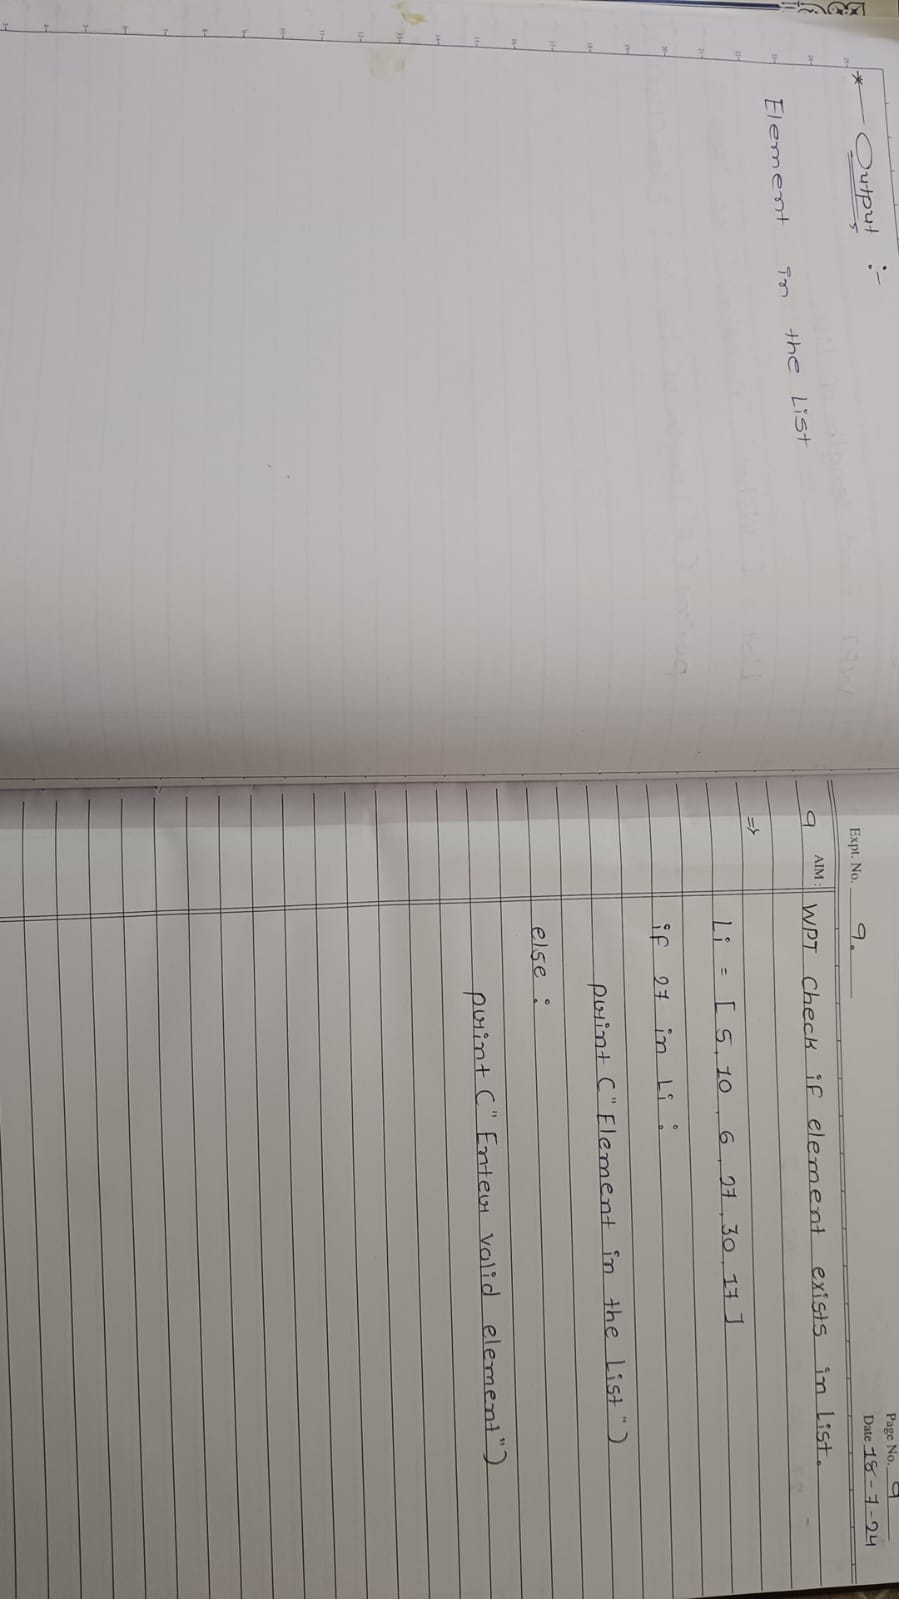 * Output :-
Element in the List
Page No. 9
Expt. No. 9.
Date 18-7-24
9 AIM: WPT Check if element exists in List.
=>
Li = [5, 10, 6, 27, 30, 17]
if 27 in Li :
print ("Element in the List")
else :
print ("Enter valid element")